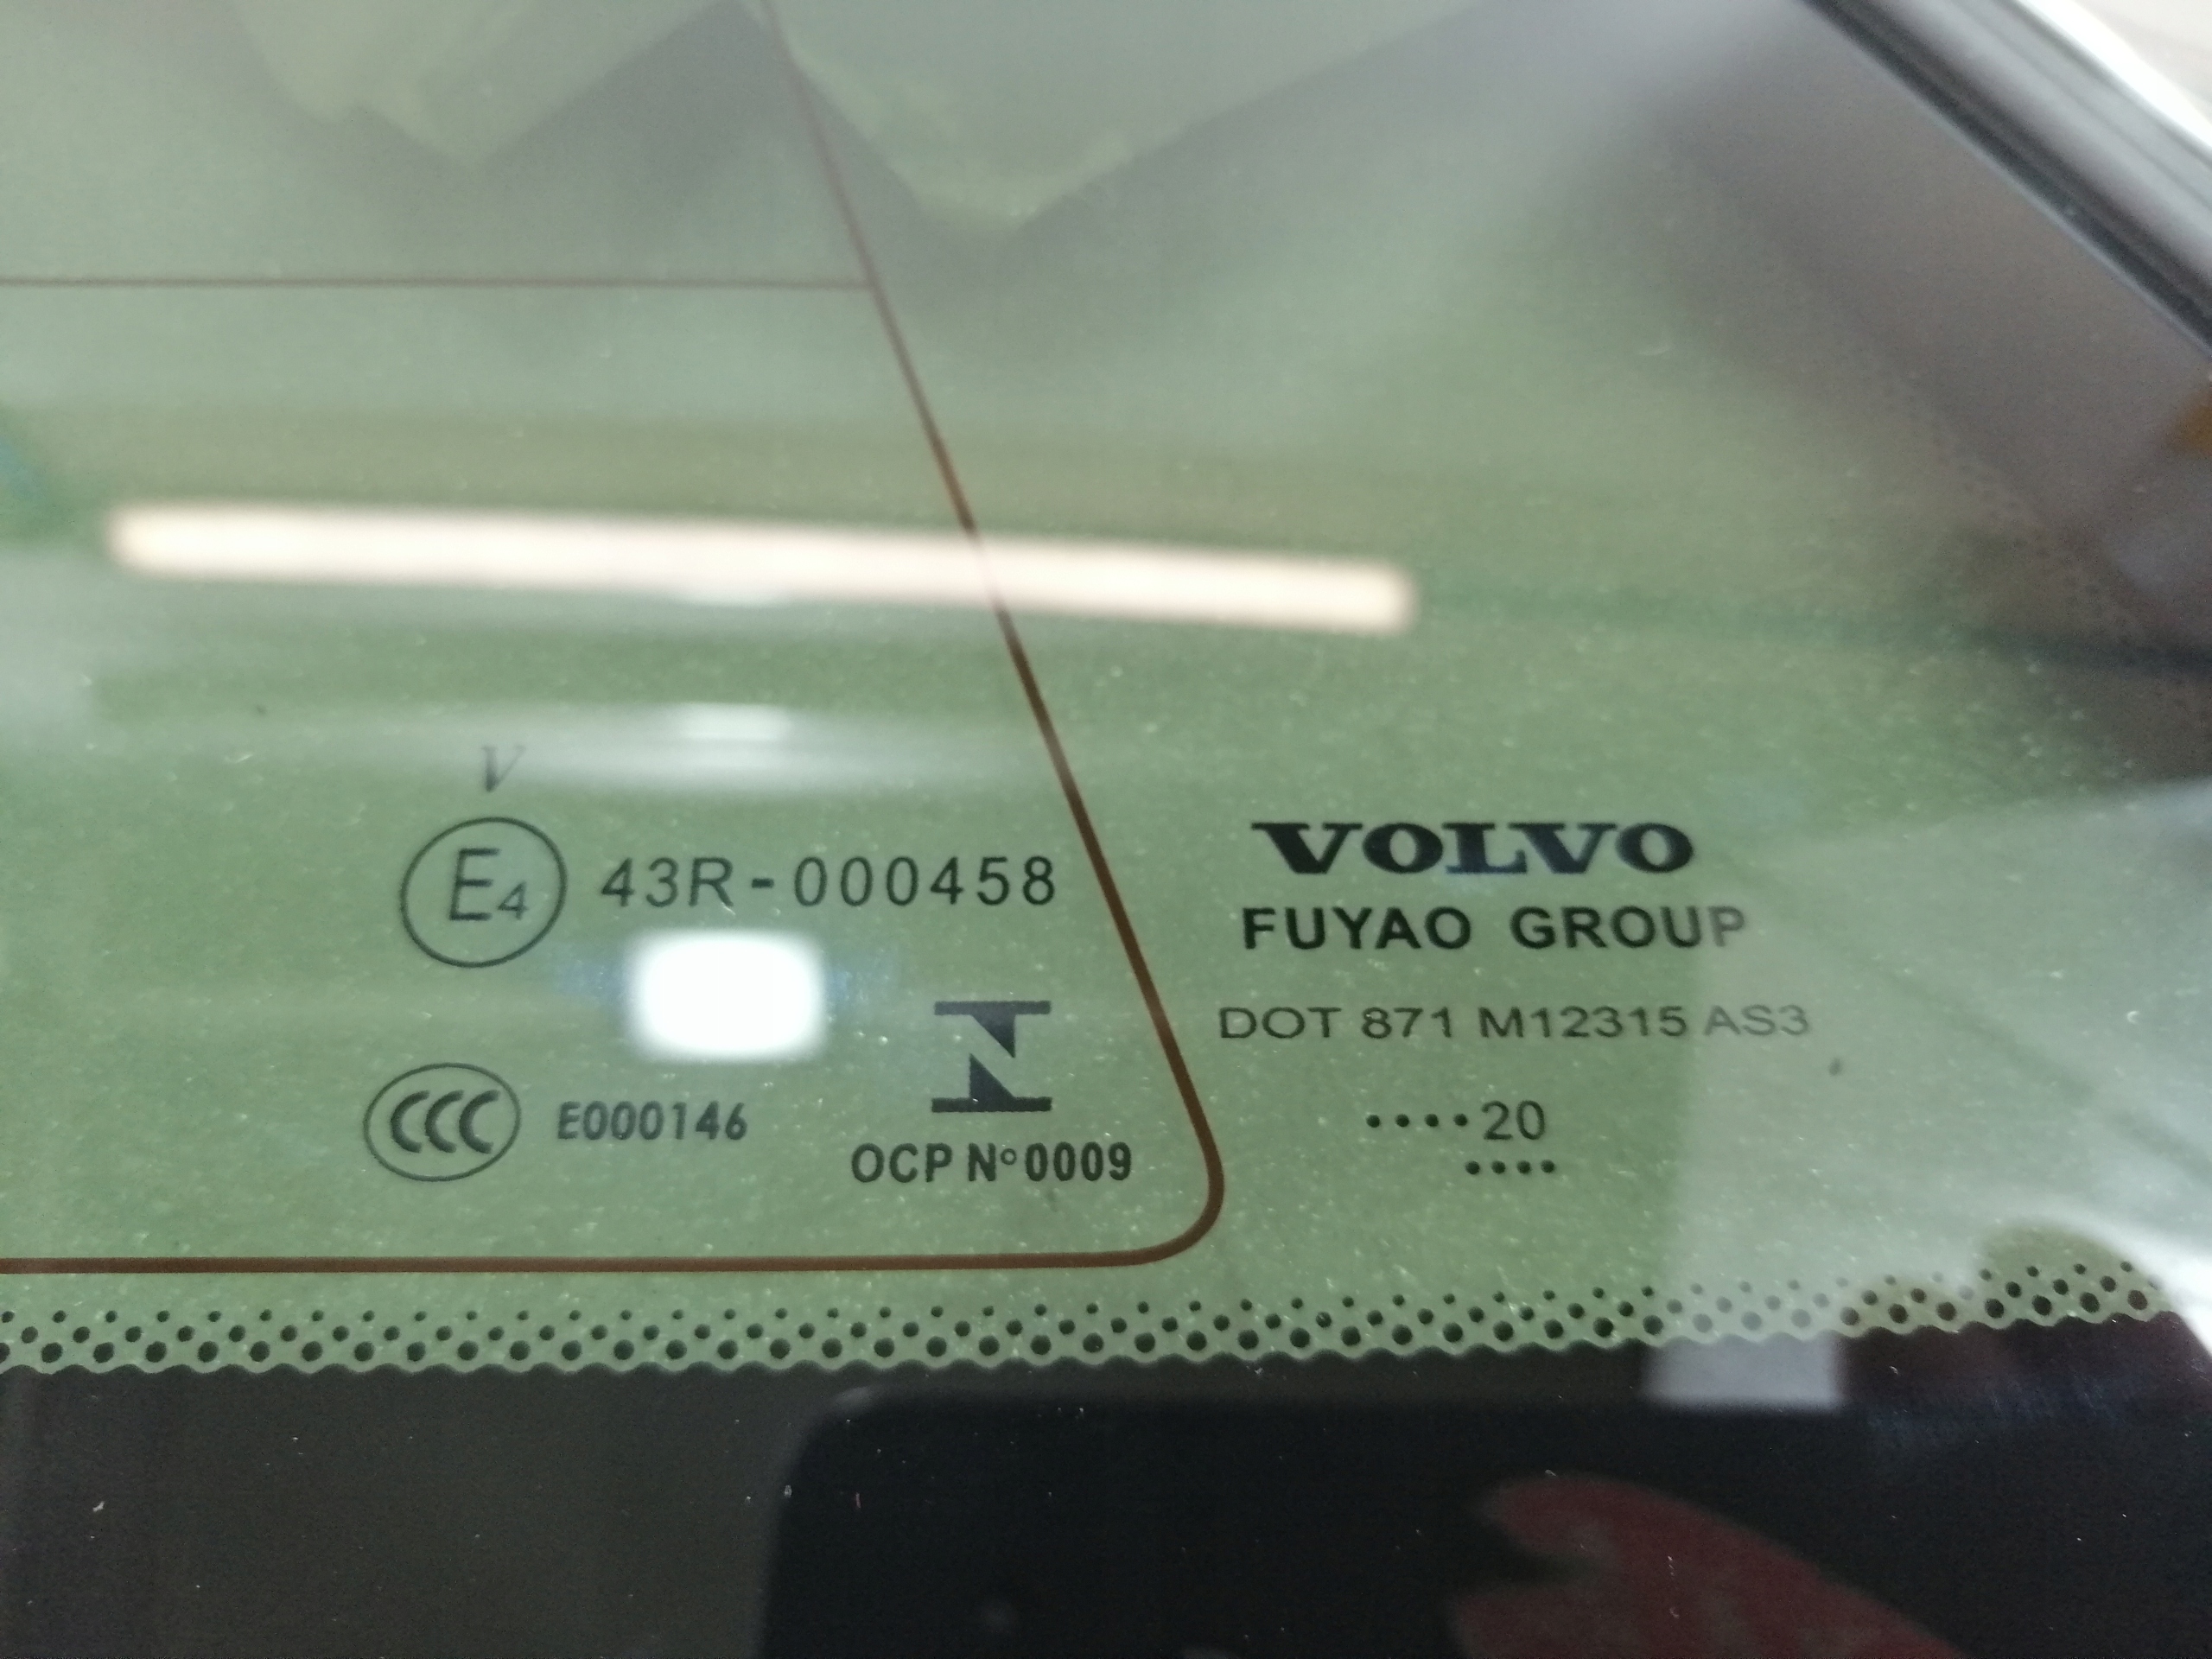 V
E4 43R-000458
CCC E000146
N
OCP N°0009
VOLVO
FUYAO GROUP
DOT 871 M12315 AS3
....20
....